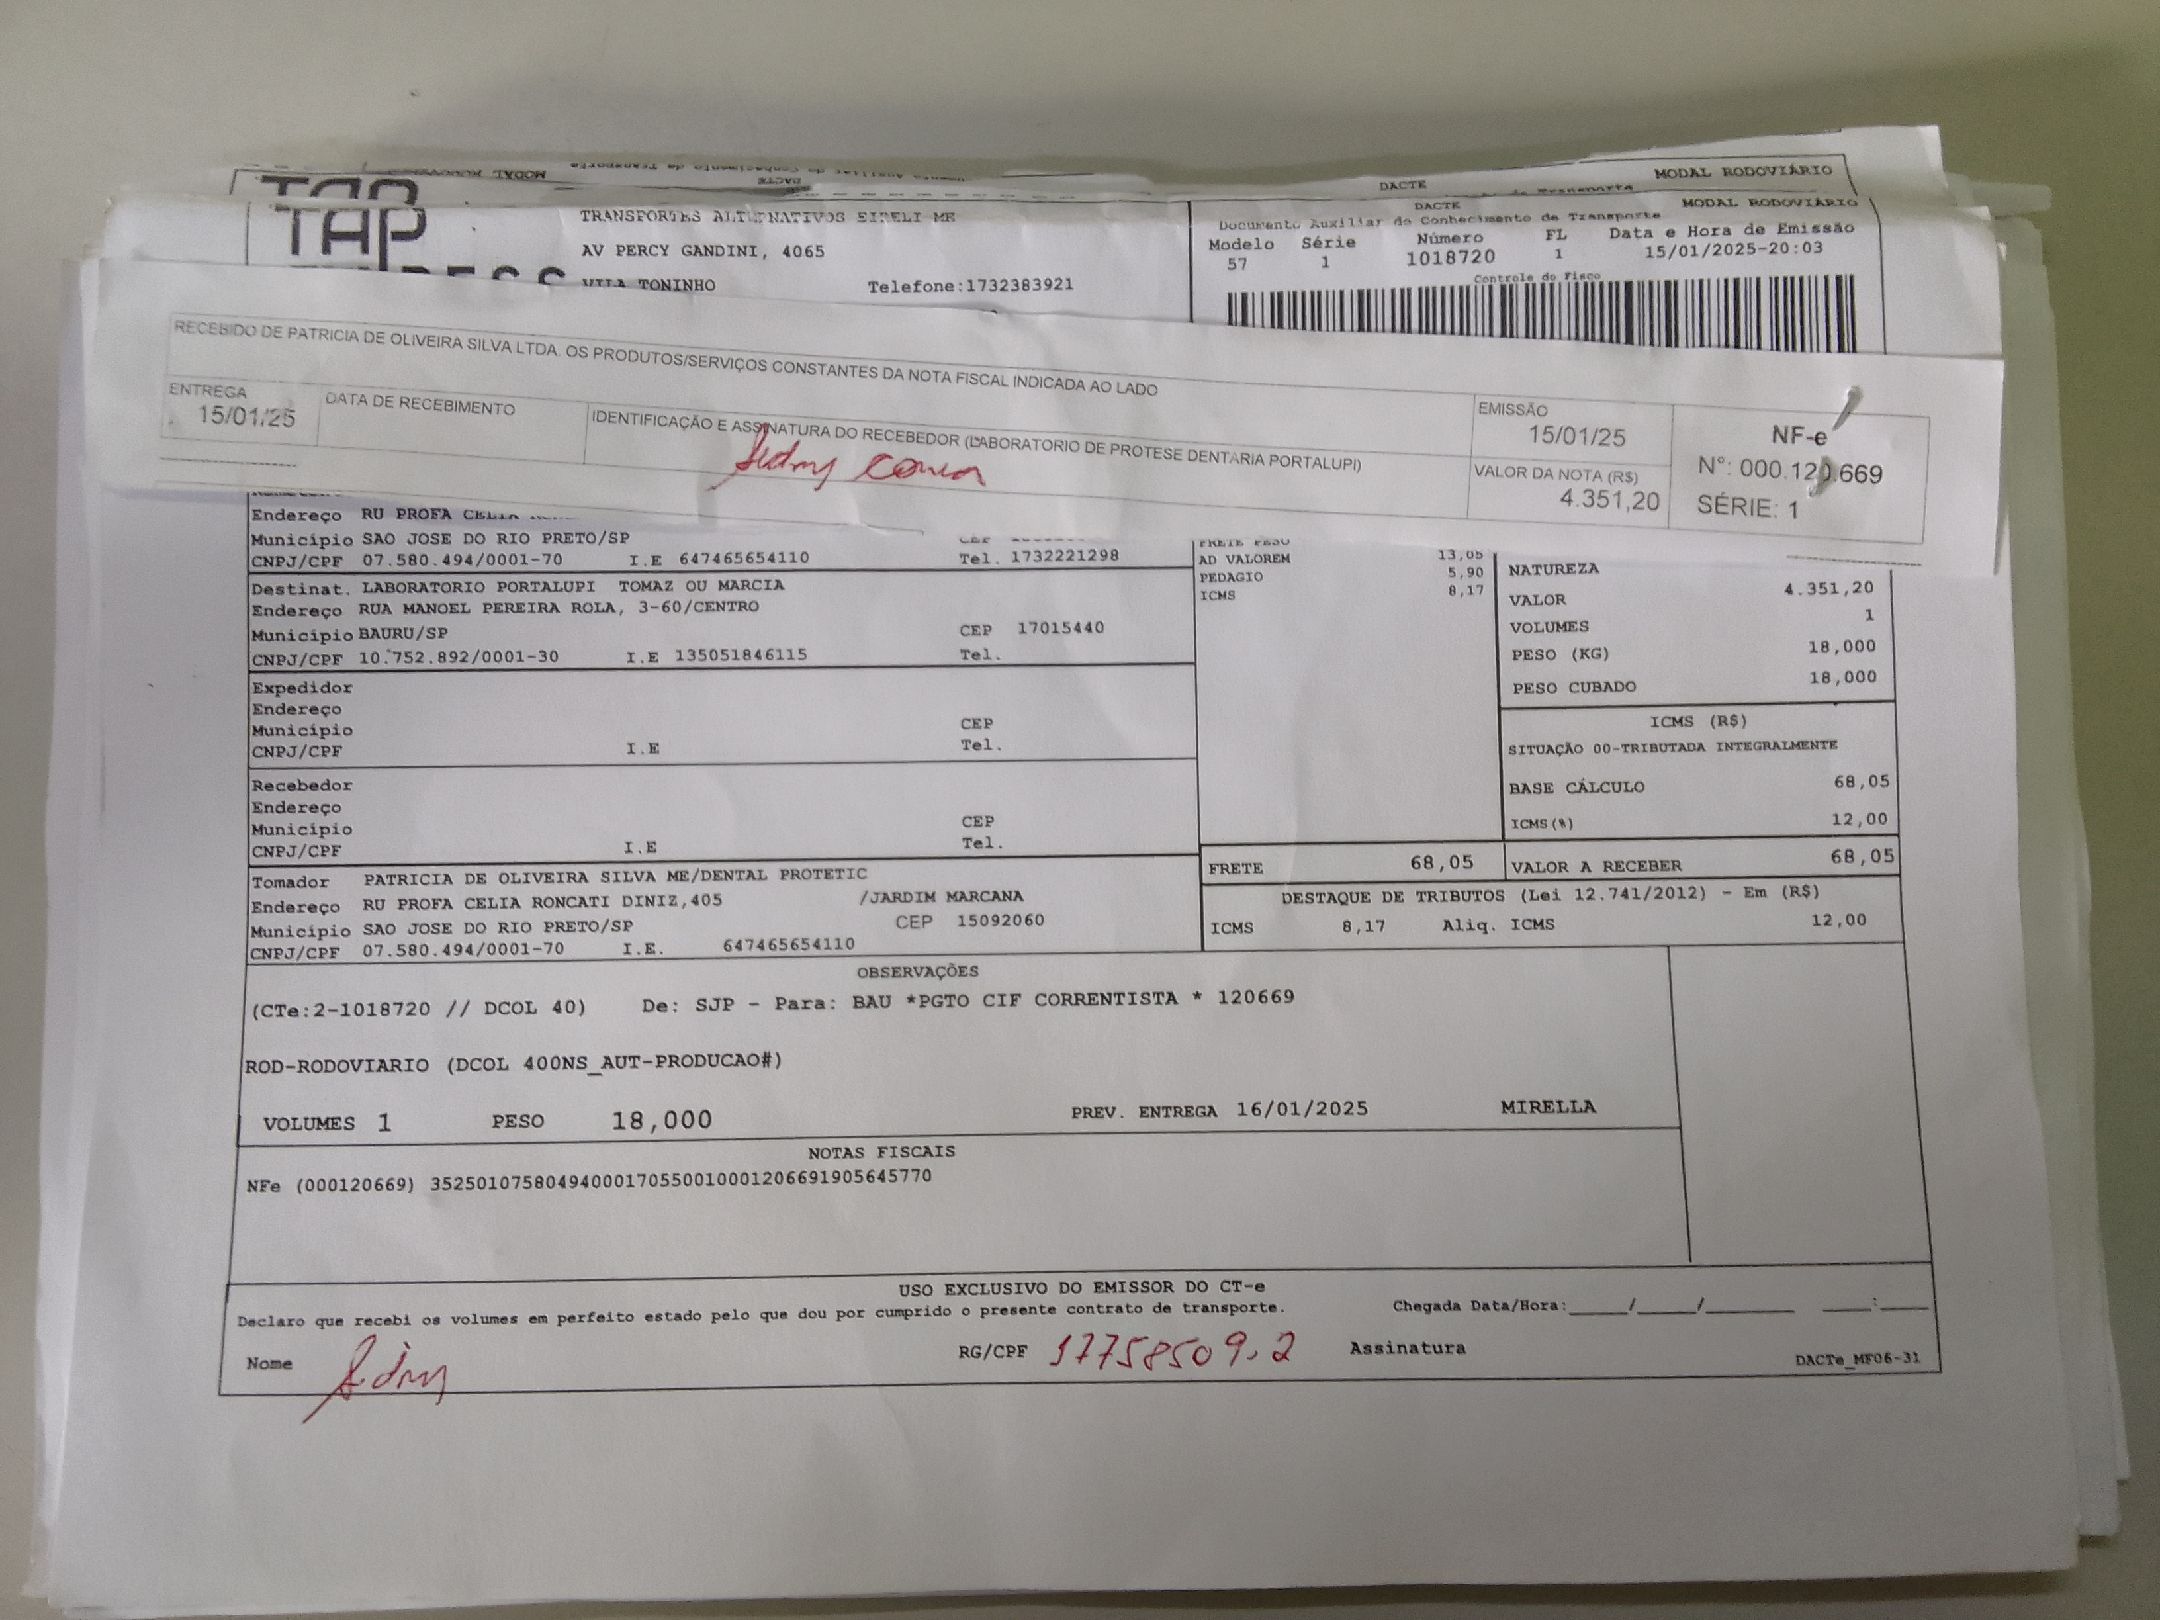 DACTE
MODAL RODOVIÁRIO
TAP
TRANSPORTES ALTERNATIVOS EIRELI ME
AV PERCY GANDINI, 4065
VILA TONINHO Telefone:1732383921
DACTE MODAL RODOVIÁRIO
Documento Auxiliar do Conhecimento de Transporte
Modelo Série Número FL Data e Hora de Emissão
57 1 1018720 1 15/01/2025-20:03
Controle do Fisco
RECEBIDO DE PATRICIA DE OLIVEIRA SILVA LTDA. OS PRODUTOS/SERVIÇOS CONSTANTES DA NOTA FISCAL INDICADA AO LADO
ENTREGA
15/01/25
DATA DE RECEBIMENTO
IDENTIFICAÇÃO E ASSINATURA DO RECEBEDOR (LABORATORIO DE PROTESE DENTARIA PORTALUPI)
EMISSÃO
15/01/25
VALOR DA NOTA (R$)
4.351,20
NF-e
N°: 000.120.669
SÉRIE: 1
Endereço RU PROFA CELIA
Município SAO JOSE DO RIO PRETO/SP
CNPJ/CPF 07.580.494/0001-70 I.E 647465654110 Tel. 1732221298
Destinat. LABORATORIO PORTALUPI TOMAZ OU MARCIA
Endereço RUA MANOEL PEREIRA ROLA, 3-60/CENTRO
Município BAURU/SP CEP 17015440
CNPJ/CPF 10.752.892/0001-30 I.E 135051846115 Tel.
Expedidor
Endereço
Município CEP
CNPJ/CPF I.E Tel.
Recebedor
Endereço
Município CEP
CNPJ/CPF I.E Tel.
Tomador PATRICIA DE OLIVEIRA SILVA ME/DENTAL PROTETIC
Endereço RU PROFA CELIA RONCATI DINIZ,405 /JARDIM MARCANA
Município SAO JOSE DO RIO PRETO/SP CEP 15092060
CNPJ/CPF 07.580.494/0001-70 I.E. 647465654110
FRETE PESO
AD VALOREM 13,05
PEDAGIO 5,90
ICMS 8,17
NATUREZA
VALOR 4.351,20
VOLUMES 1
PESO (KG) 18,000
PESO CUBADO 18,000
ICMS (R$)
SITUAÇÃO 00-TRIBUTADA INTEGRALMENTE
BASE CÁLCULO 68,05
ICMS(%) 12,00
FRETE 68,05 VALOR A RECEBER 68,05
DESTAQUE DE TRIBUTOS (Lei 12.741/2012) - Em (R$)
ICMS 8,17 Aliq. ICMS 12,00
OBSERVAÇÕES
(CTe:2-1018720 // DCOL 40) De: SJP - Para: BAU *PGTO CIF CORRENTISTA * 120669
ROD-RODOVIARIO (DCOL 400NS_AUT-PRODUCAO#)
VOLUMES 1 PESO 18,000 PREV. ENTREGA 16/01/2025 MIRELLA
NOTAS FISCAIS
NFe (000120669) 35250107580494000170550010001206691905645770
USO EXCLUSIVO DO EMISSOR DO CT-e
Declaro que recebi os volumes em perfeito estado pelo que dou por cumprido o presente contrato de transporte. Chegada Data/Hora:_____/_____/_______ ____:____
Nome RG/CPF 17758509.2 Assinatura
DACTe_MF06-31